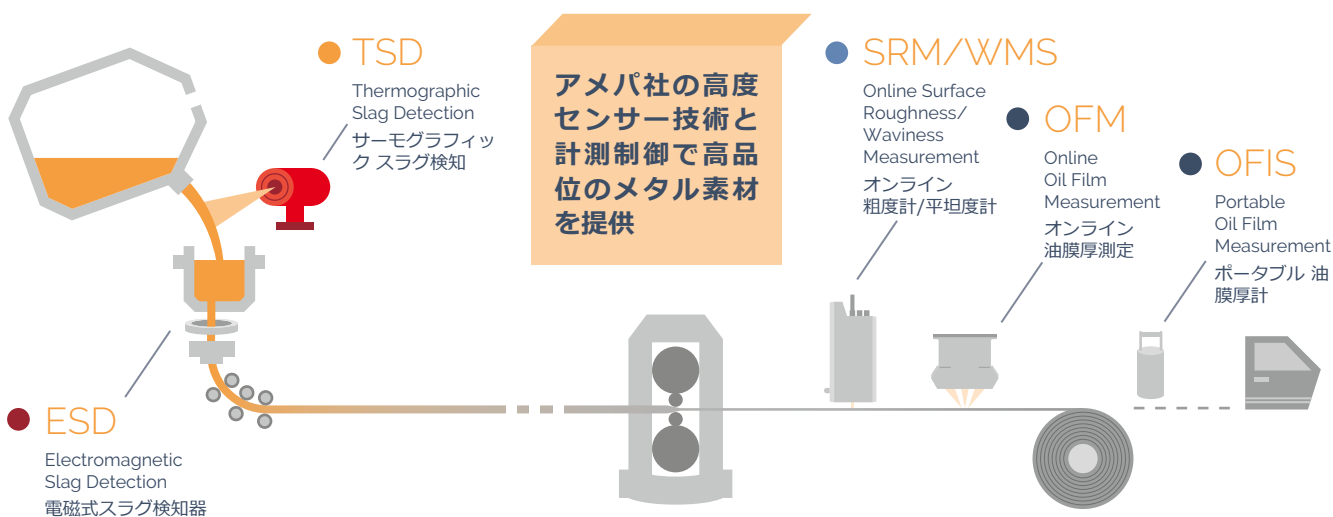 TSD
Thermographic
Slag Detection
サーモグラフィッ
ク スラグ検知
アメパ社の高度
センサー技術と
計測制御で高品
位のメタル素材
を提供
SRM/WMS
Online Surface
Roughness/
Waviness
Measurement
オンライン
粗度計/平坦度計
OFM
Online
Oil Film
Measurement
オンライン
油膜厚測定
OFIS
Portable
Oil Film
Measurement
ポータブル 油
膜厚計
ESD
Electromagnetic
Slag Detection
電磁式スラグ検知器